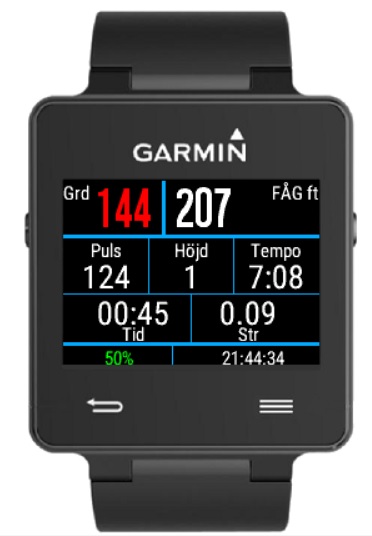 GARMIN
Grd 144 207 FÅG ft
Puls Höjd Tempo
124 1 7:08
00:45 0.09
Tid Str
50% 21:44:34